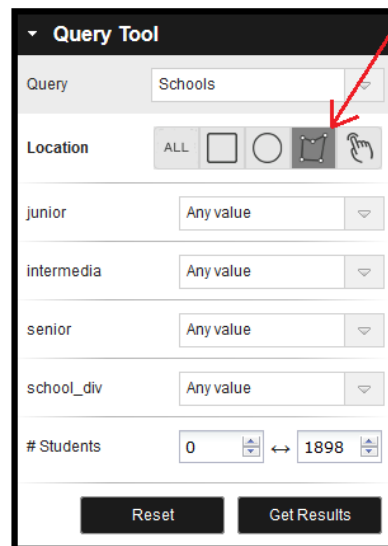 Query Tool
Query Schools
Location ALL
junior Any value
intermedia Any value
senior Any value
school_div Any value
# Students 0 ↔ 1898
Reset Get Results